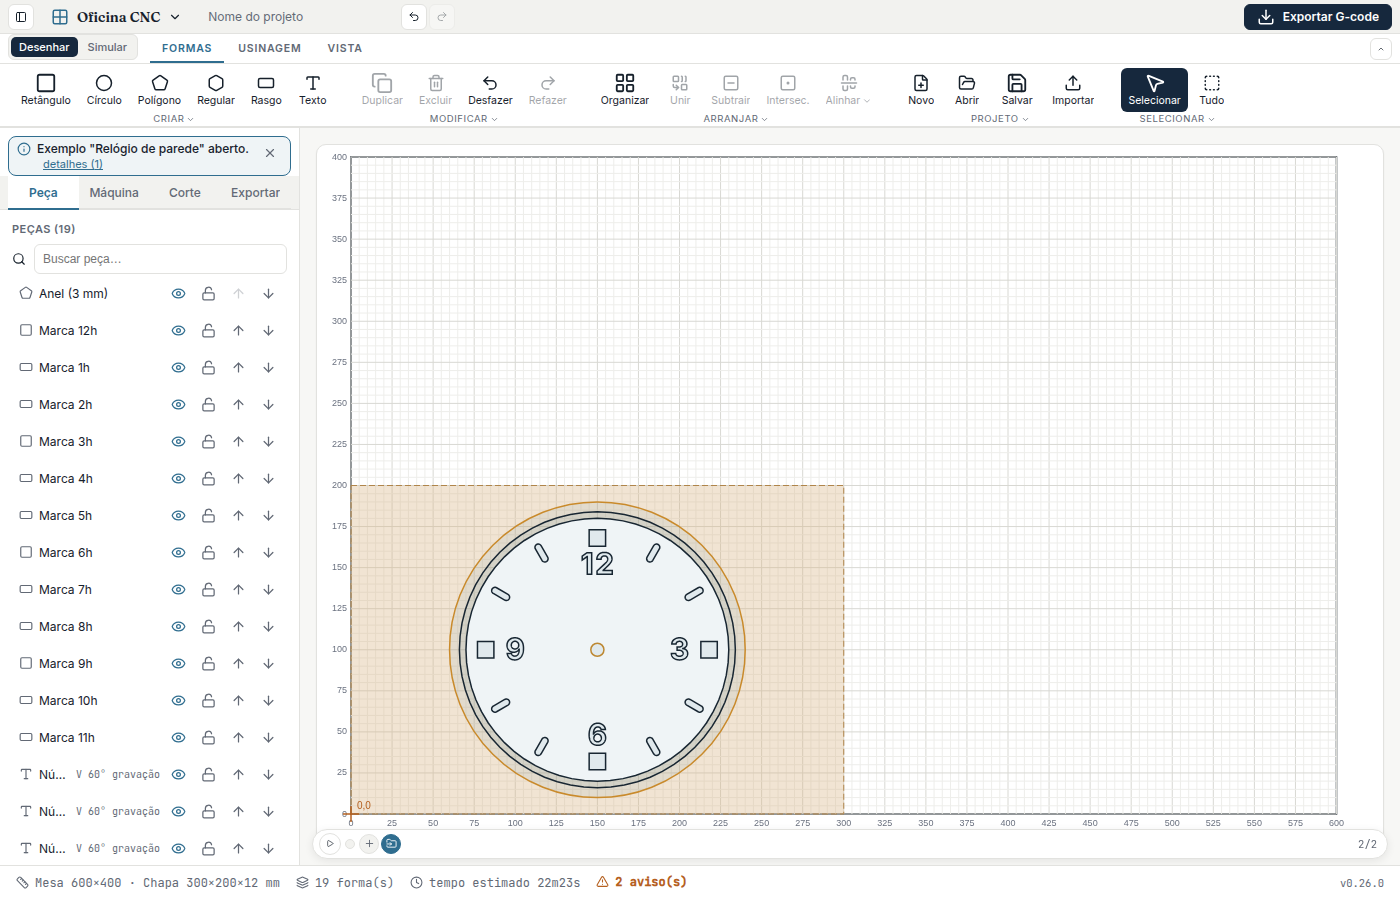 Oficina CNC
Nome do projeto
Exportar G-code
Desenhar
Simular
FORMAS
USINAGEM
VISTA
Retângulo
Círculo
Polígono
Regular
Rasgo
Texto
CRIAR
Duplicar
Excluir
Desfazer
Refazer
MODIFICAR
Organizar
Unir
Subtrair
Intersec.
Alinhar
ARRANJAR
Novo
Abrir
Salvar
Importar
PROJETO
Selecionar
Tudo
SELECIONAR
Exemplo "Relógio de parede" aberto.
detalhes (1)
Peça
Máquina
Corte
Exportar
PEÇAS (19)
Buscar peça…
Anel (3 mm)
Marca 12h
Marca 1h
Marca 2h
Marca 3h
Marca 4h
Marca 5h
Marca 6h
Marca 7h
Marca 8h
Marca 9h
Marca 10h
Marca 11h
Nú... V 60° gravação
Nú... V 60° gravação
Nú... V 60° gravação
400
375
350
325
300
275
250
225
200
175
150
125
100
75
50
25
0
12
9
3
6
0,0
0 25 50 75 100 125 150 175 200 225 250 275 300 325 350 375 400 425 450 475 500 525 550 575 600
2/2
Mesa 600×400 · Chapa 300×200×12 mm
19 forma(s)
tempo estimado 22m23s
2 aviso(s)
v0.26.0